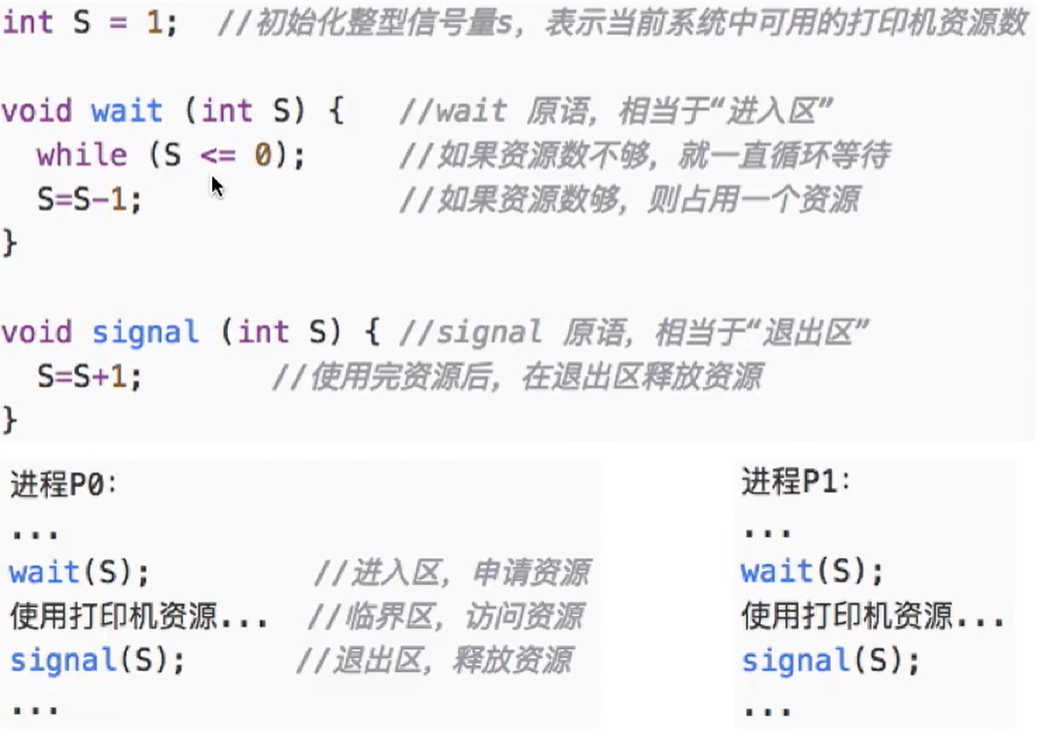 int S = 1;  //初始化整型信号量s，表示当前系统中可用的打印机资源数
void wait (int S) {   //wait 原语，相当于“进入区”
while (S <= 0);   //如果资源数不够，就一直循环等待
S=S-1;   //如果资源数够，则占用一个资源
}
void signal (int S) { //signal 原语，相当于“退出区”
S=S+1;   //使用完资源后，在退出区释放资源
}
进程P0：
...
wait(S);   //进入区，申请资源
使用打印机资源...  //临界区，访问资源
signal(S);   //退出区，释放资源
...
进程P1：
...
wait(S);
使用打印机资源...
signal(S);
...